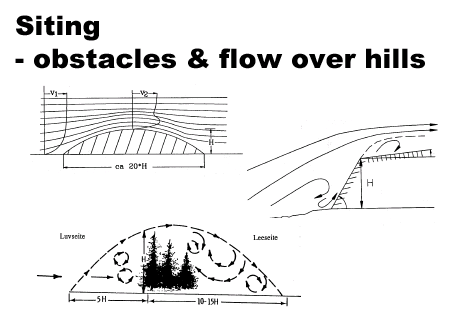 Siting
- obstacles & flow over hills
v1 v2
H
ca 20*H
H
Luvseite Leeseite
H
5H 10-15H